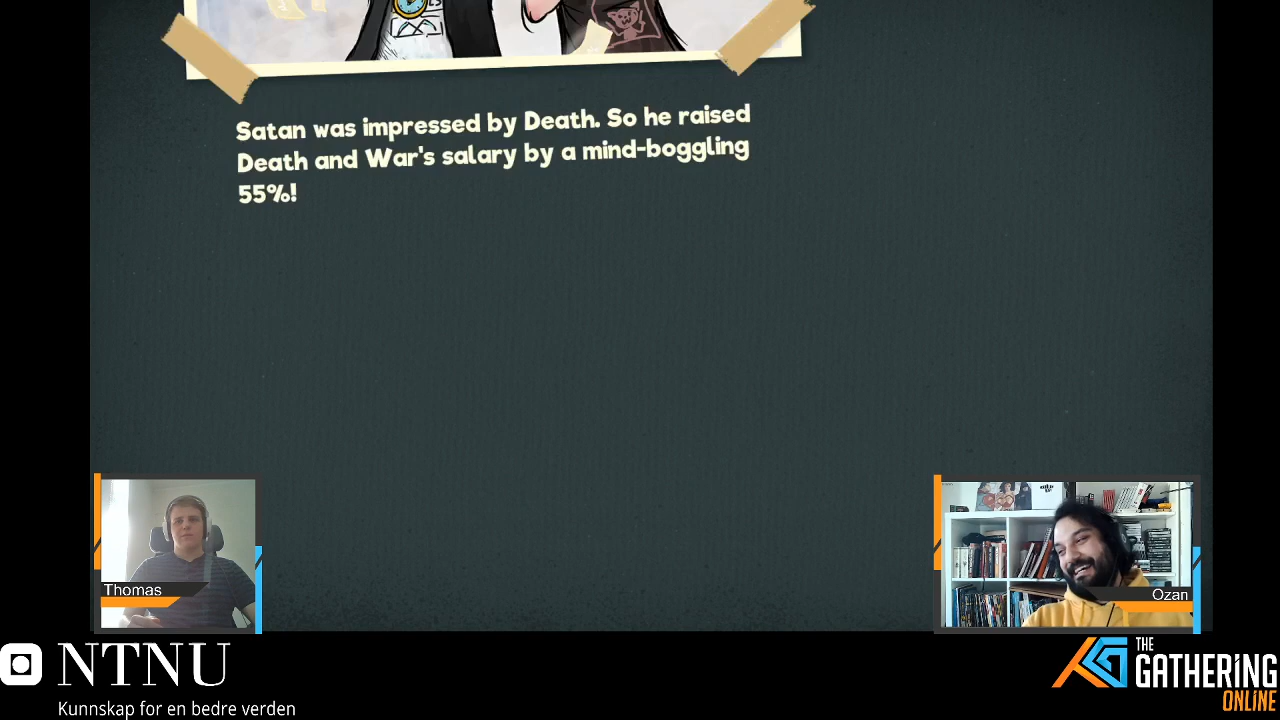 Satan was impressed by Death. So he raised
Death and War's salary by a mind-boggling
55%!
Thomas
Ozan
NTNU
Kunnskap for en bedre verden
THE
GATHERING
ONLINE